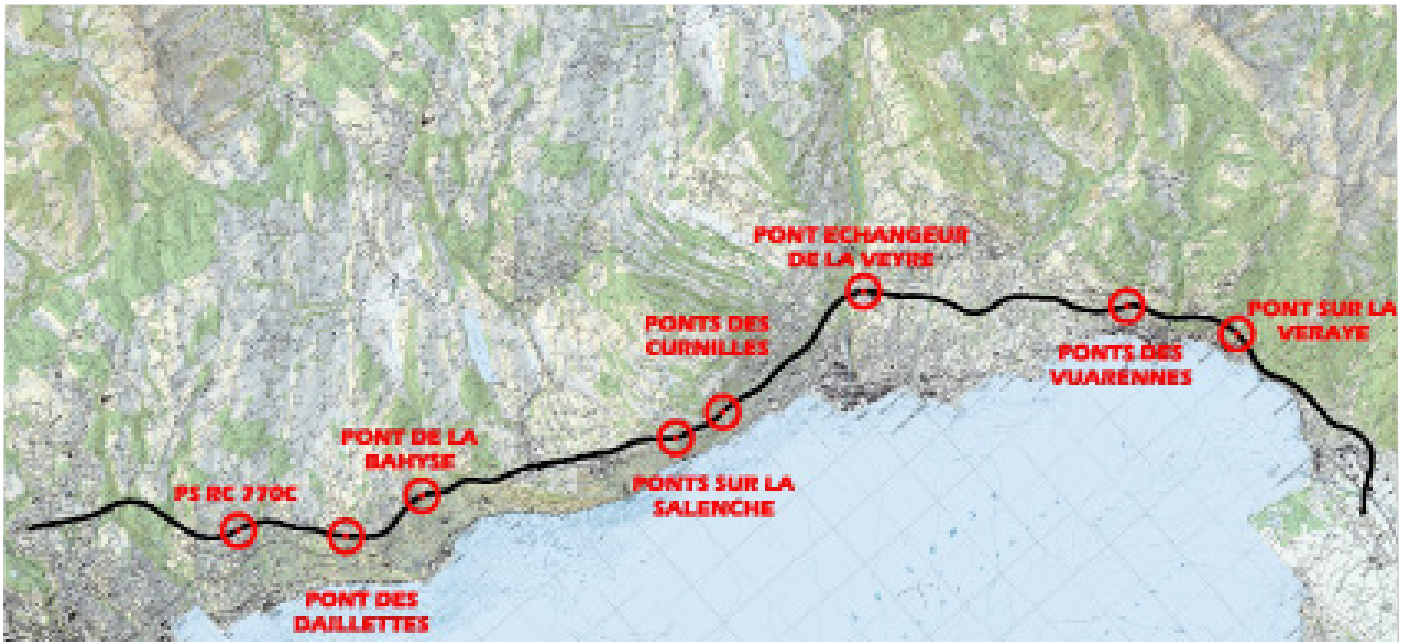 PONT ECHANGEUR
DE LA VEYRE
PONTS DES
CURNILLES
PONT SUR LA
VERAYE
PONTS DES
VUARENNES
PONT DE LA
BAHYSE
PONTS SUR LA
SALENCHE
PS RC 770C
PONT DES
DAILLETTES